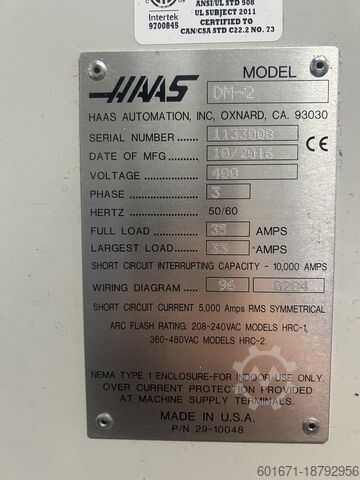 ANSI/UL STD 508
UL SUBJECT 2011
Intertek
CERTIFIED TO
9700845
CAN/CSA STD C22.2 NO. 73
HAAS
MODEL DM-2
HAAS AUTOMATION, INC, OXNARD, CA. 93030
SERIAL NUMBER 1133008
DATE OF MFG 10/2016
VOLTAGE 400
PHASE 3
HERTZ 50/60
CE
FULL LOAD 35 AMPS
LARGEST LOAD 33 AMPS
SHORT CIRCUIT INTERRUPTING CAPACITY - 10,000 AMPS
WIRING DIAGRAM 96
SHORT CIRCUIT CURRENT 5,000 Amps RMS SYMMETRICAL
ARC FLASH RATING: 208-240VAC MODELS HRC-1,
360-480VAC MODELS HRC-2.
NEMA TYPE 1 ENCLOSURE-FOR INDOOR USE ONLY.
OVER CURRENT PROTECTION PROVIDED
AT MACHINE SUPPLY TERMINALS.
MADE IN U.S.A.
P/N 29-10048
601671-18792956